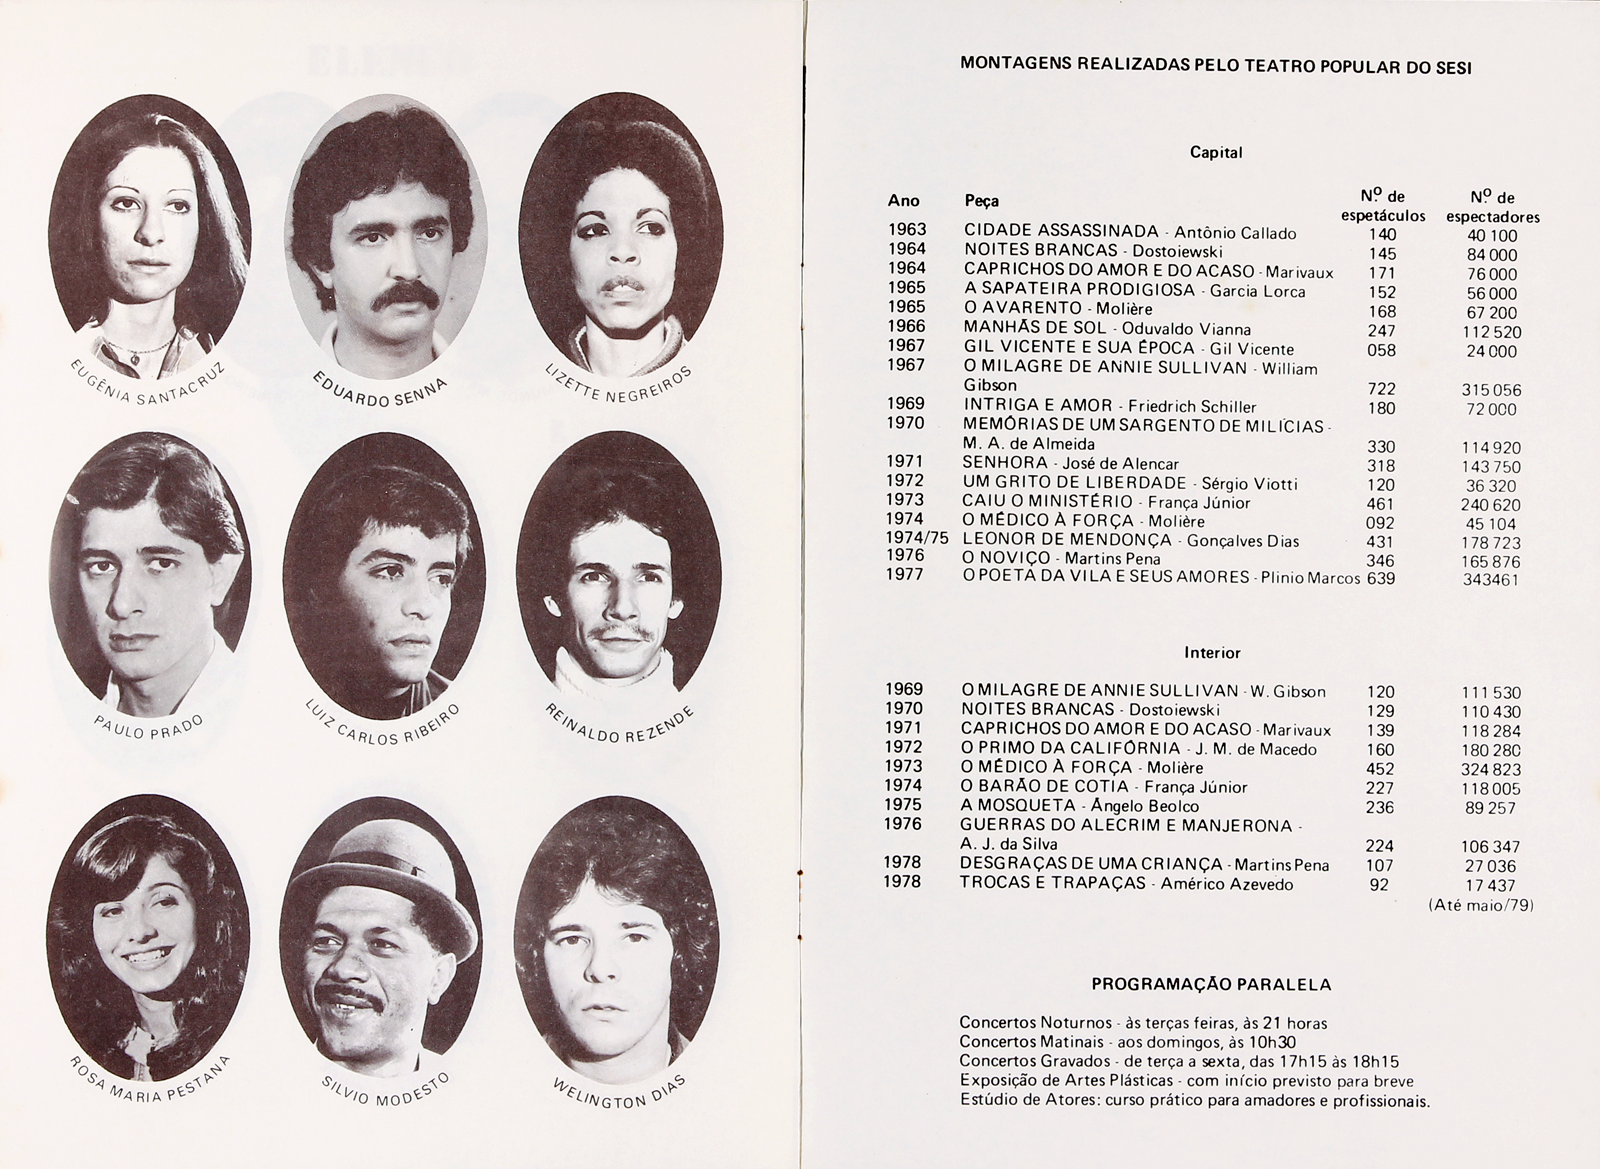 EUGÊNIA SANTACRUZ
EDUARDO SENNA
LIZETTE NEGREIROS
PAULO PRADO
LUIZ CARLOS RIBEIRO
REINALDO REZENDE
ROSA MARIA PESTANA
SILVIO MODESTO
WELINGTON DIAS
MONTAGENS REALIZADAS PELO TEATRO POPULAR DO SESI
Capital
Ano Peça Nº de espetáculos Nº de espectadores
1963 CIDADE ASSASSINADA - Antônio Callado 140 40 100
1964 NOITES BRANCAS - Dostoiewski 145 84 000
1964 CAPRICHOS DO AMOR E DO ACASO - Marivaux 171 76 000
1965 A SAPATEIRA PRODIGIOSA - Garcia Lorca 152 56 000
1965 O AVARENTO - Molière 168 67 200
1966 MANHÃS DE SOL - Oduvaldo Vianna 247 112 520
1967 GIL VICENTE E SUA ÉPOCA - Gil Vicente 058 24 000
1967 O MILAGRE DE ANNIE SULLIVAN - William
Gibson 722 315 056
1969 INTRIGA E AMOR - Friedrich Schiller 180 72 000
1970 MEMÓRIAS DE UM SARGENTO DE MILÍCIAS -
M. A. de Almeida 330 114 920
1971 SENHORA - José de Alencar 318 143 750
1972 UM GRITO DE LIBERDADE - Sérgio Viotti 120 36 320
1973 CAIU O MINISTÉRIO - França Júnior 461 240 620
1974 O MÉDICO À FORÇA - Molière 092 45 104
1974/75 LEONOR DE MENDONÇA - Gonçalves Dias 431 178 723
1976 O NOVIÇO - Martins Pena 346 165 876
1977 O POETA DA VILA E SEUS AMORES - Plinio Marcos 639 343461
Interior
1969 O MILAGRE DE ANNIE SULLIVAN - W. Gibson 120 111 530
1970 NOITES BRANCAS - Dostoiewski 129 110 430
1971 CAPRICHOS DO AMOR E DO ACASO - Marivaux 139 118 284
1972 O PRIMO DA CALIFÓRNIA - J. M. de Macedo 160 180 280
1973 O MÉDICO À FORÇA - Molière 452 324 823
1974 O BARÃO DE COTIA - França Júnior 227 118 005
1975 A MOSQUETA - Ângelo Beolco 236 89 257
1976 GUERRAS DO ALECRIM E MANJERONA -
A. J. da Silva 224 106 347
1978 DESGRAÇAS DE UMA CRIANÇA - Martins Pena 107 27 036
1978 TROCAS E TRAPAÇAS - Américo Azevedo 92 17 437
(Até maio/79)
PROGRAMAÇÃO PARALELA
Concertos Noturnos - às terças feiras, às 21 horas
Concertos Matinais - aos domingos, às 10h30
Concertos Gravados - de terça a sexta, das 17h15 às 18h15
Exposição de Artes Plásticas - com início previsto para breve
Estúdio de Atores: curso prático para amadores e profissionais.